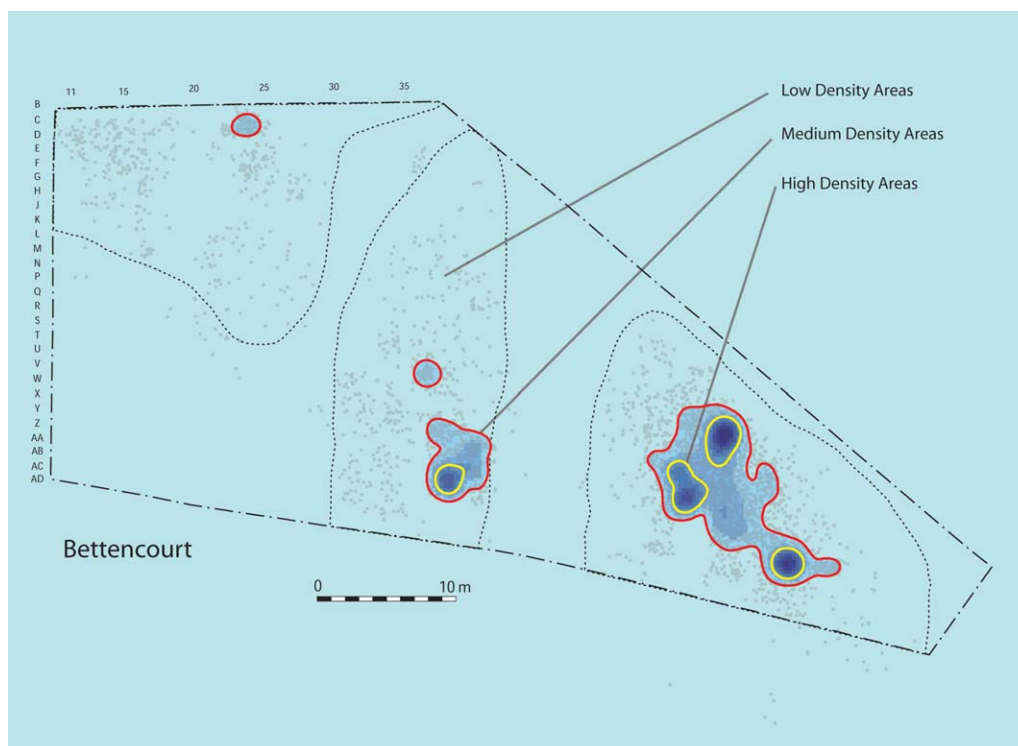 11 15 20 25 30 35
B
C
D
E
F
G
H
J
K
L
M
N
P
Q
R
S
T
U
V
W
X
Y
Z
AA
AB
AC
AD
Low Density Areas
Medium Density Areas
High Density Areas
Bettencourt
0 10 m